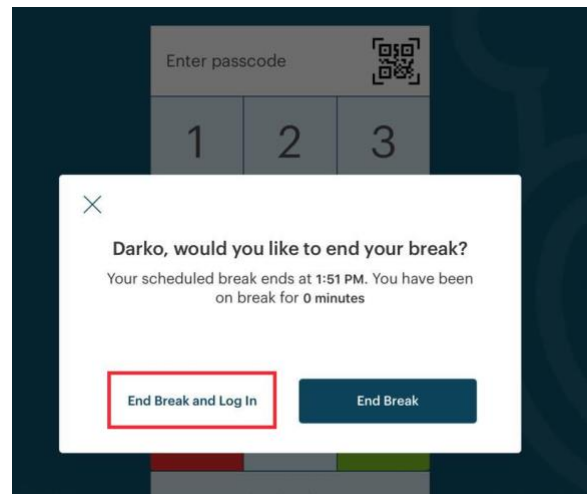 Enter passcode
1 2 3
Darko, would you like to end your break?
Your scheduled break ends at 1:51 PM. You have been
on break for 0 minutes
End Break and Log In
End Break